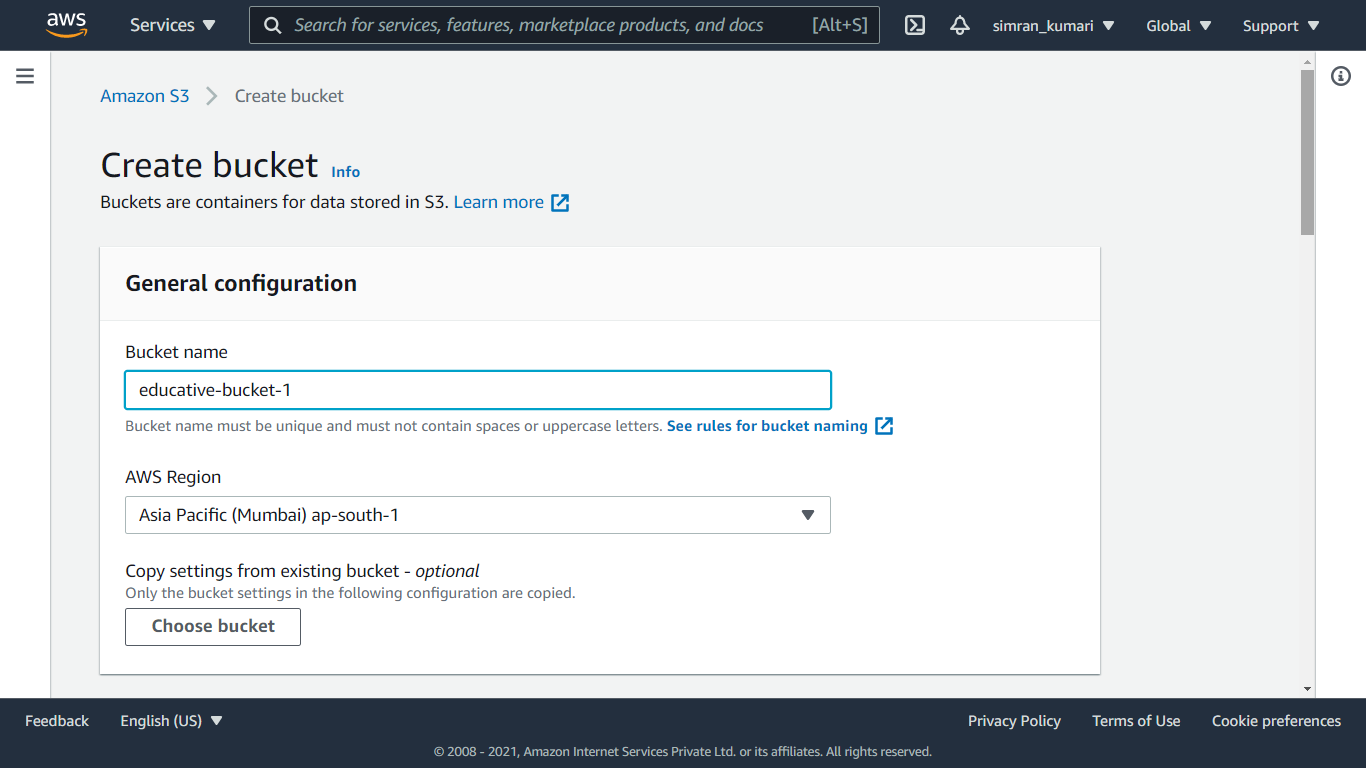 aws Services Search for services, features, marketplace products, and docs [Alt+S] simran_kumari Global Support
Amazon S3 Create bucket
Create bucket Info
Buckets are containers for data stored in S3. Learn more
General configuration
Bucket name
educative-bucket-1
Bucket name must be unique and must not contain spaces or uppercase letters. See rules for bucket naming
AWS Region
Asia Pacific (Mumbai) ap-south-1
Copy settings from existing bucket - optional
Only the bucket settings in the following configuration are copied.
Choose bucket
Feedback English (US) Privacy Policy Terms of Use Cookie preferences
© 2008 - 2021, Amazon Internet Services Private Ltd. or its affiliates. All rights reserved.